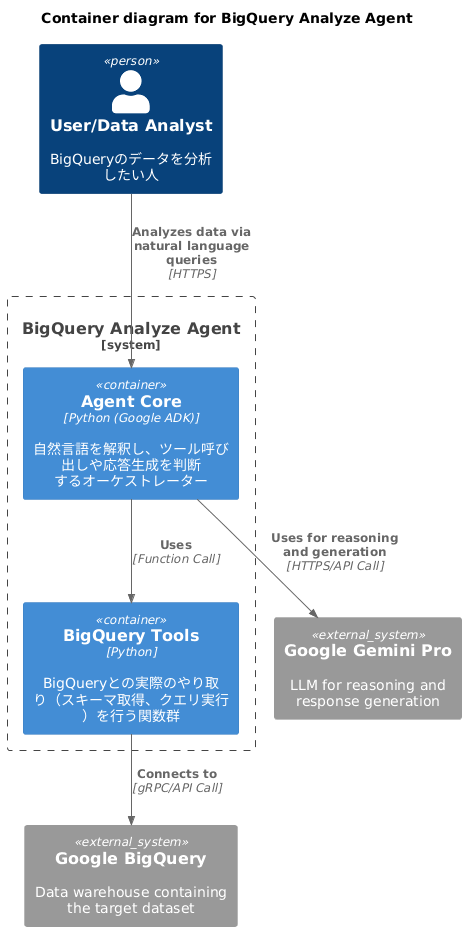 Container diagram for BigQuery Analyze Agent
«person»
User/Data Analyst
BigQueryのデータを分析
したい人
Analyzes data via
natural language
queries
[HTTPS]
BigQuery Analyze Agent
[system]
«container»
Agent Core
[Python (Google ADK)]
自然言語を解釈し、ツール呼び
出しや応答生成を判断
するオーケストレーター
Uses
[Function Call]
Uses for reasoning
and generation
[HTTPS/API Call]
«container»
BigQuery Tools
[Python]
BigQueryとの実際のやり取
り（スキーマ取得、クエリ実行
）を行う関数群
«external_system»
Google Gemini Pro
LLM for reasoning and
response generation
Connects to
[gRPC/API Call]
«external_system»
Google BigQuery
Data warehouse containing
the target dataset